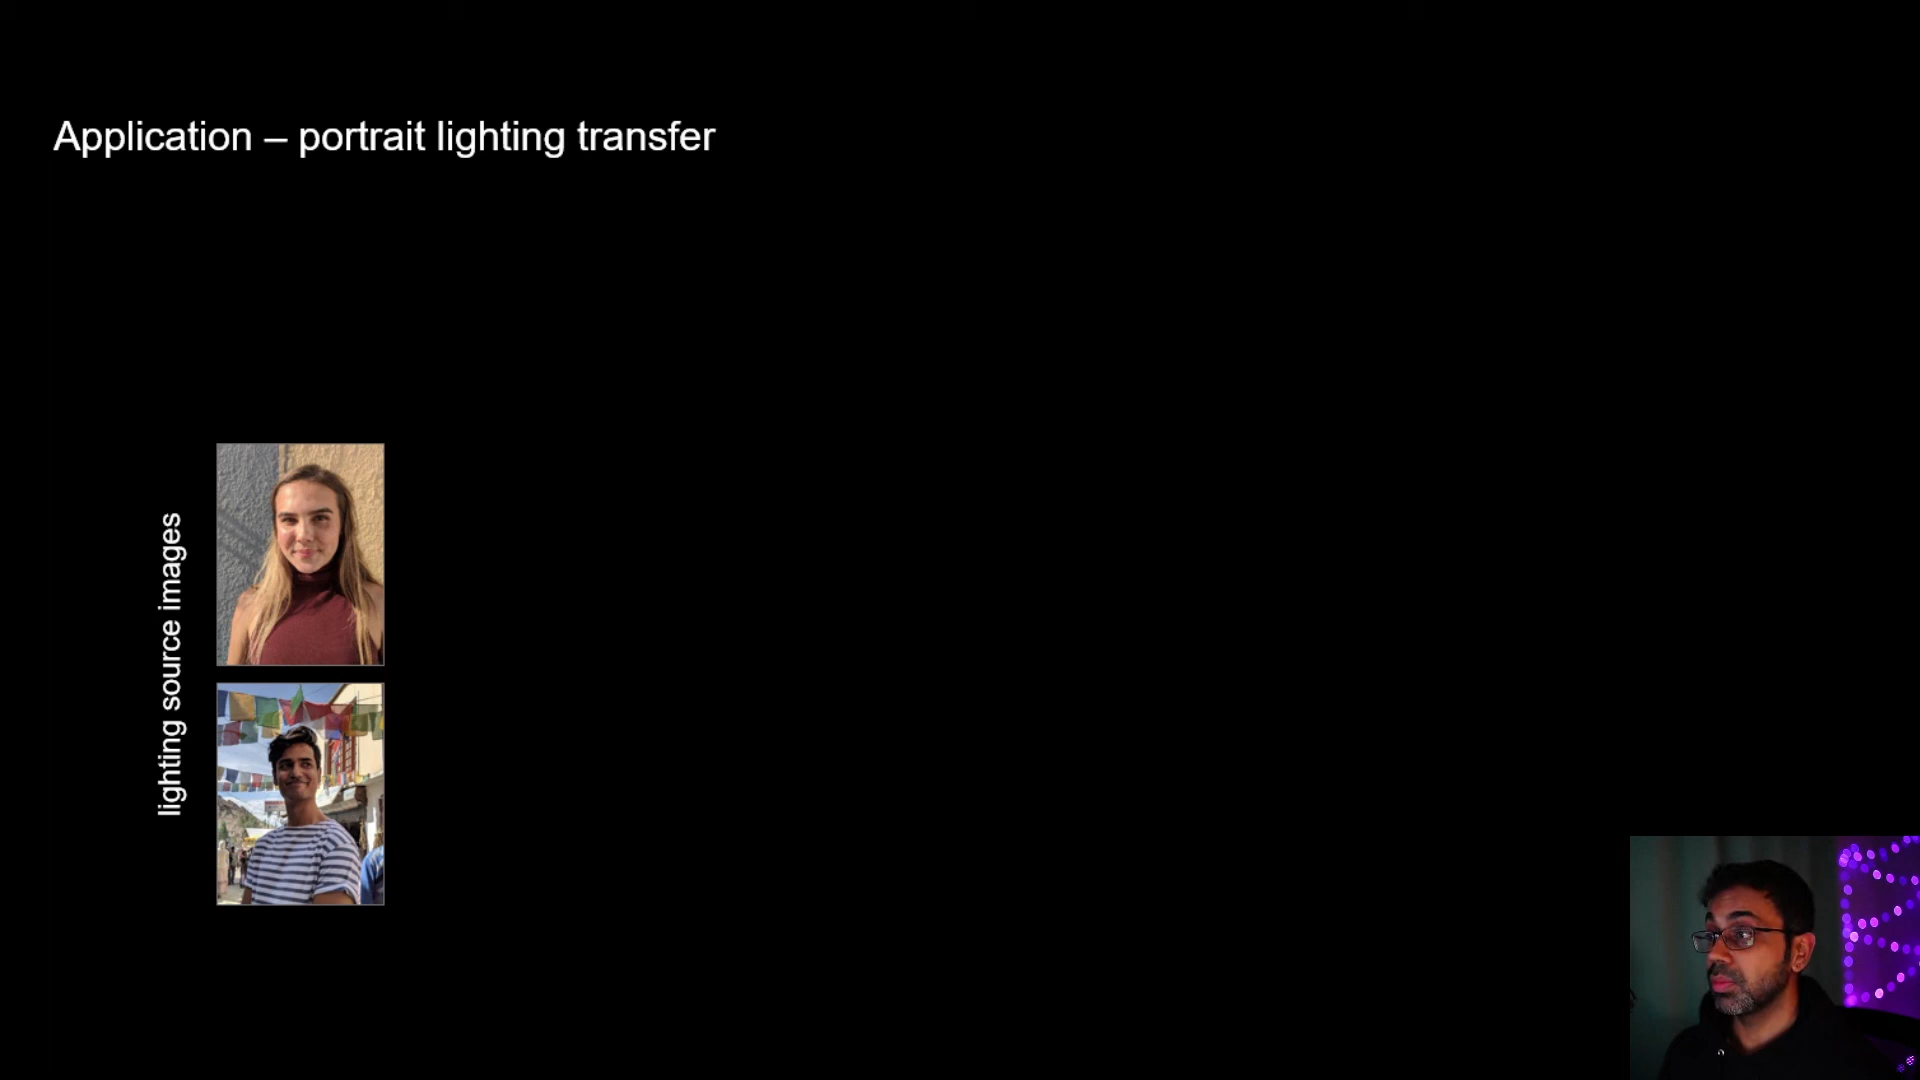 Application – portrait lighting transfer
lighting source images